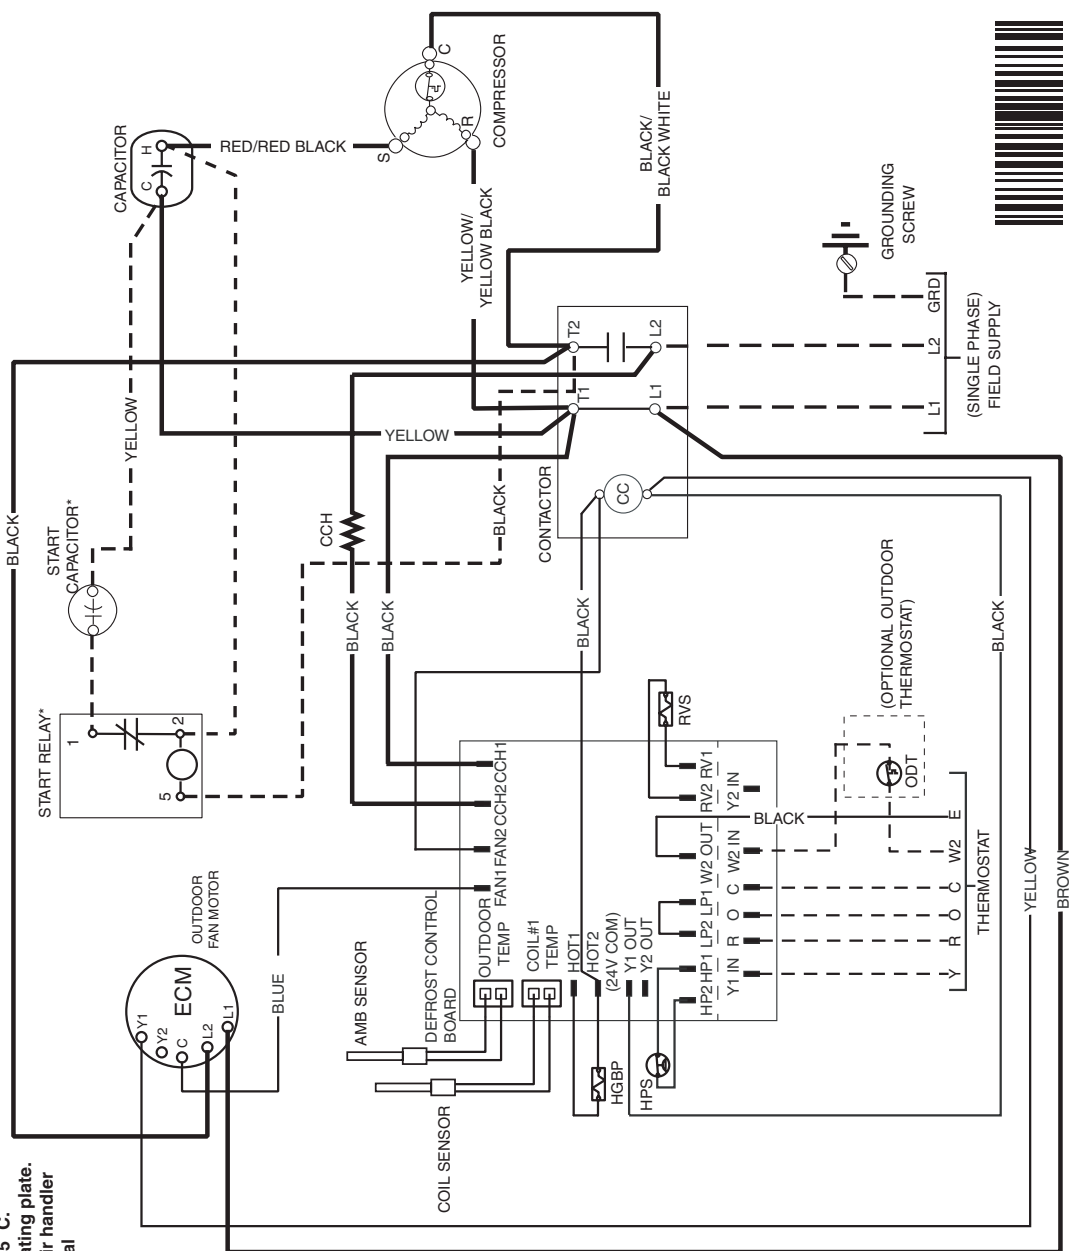 CAPACITOR
H
C
RED/RED BLACK
S
C
R
COMPRESSOR
BLACK/
BLACK WHITE
YELLOW/
YELLOW BLACK
GROUNDING
SCREW
GRD
L2
L1
(SINGLE PHASE)
FIELD SUPPLY
T2
L2
T1
L1
YELLOW
YELLOW
BLACK
START
CAPACITOR*
CCH
BLACK
CONTACTOR
CC
BLACK
BLACK
BLACK
BLACK
(OPTIONAL OUTDOOR
THERMOSTAT)
ODT
START RELAY*
1
2
5
RVS
OUTDOOR
FAN MOTOR
ECM
Y1
Y2
C
L2
L1
BLUE
AMB SENSOR
COIL SENSOR
DEFROST CONTROL
BOARD
FAN1 FAN2 CCH2 CCH1
OUTDOOR
TEMP
COIL#1
TEMP
HOT1
HOT2
(24V COM)
Y1 OUT
Y2 OUT
HP2 HP1 LP2 LP1 W2 OUT RV2 RV1
Y1 IN R O C W2 IN Y2 IN
BLACK
HGBP
HPS
Y R O C W2 E
THERMOSTAT
YELLOW
BROWN
C.
ating plate.
ir handler
al